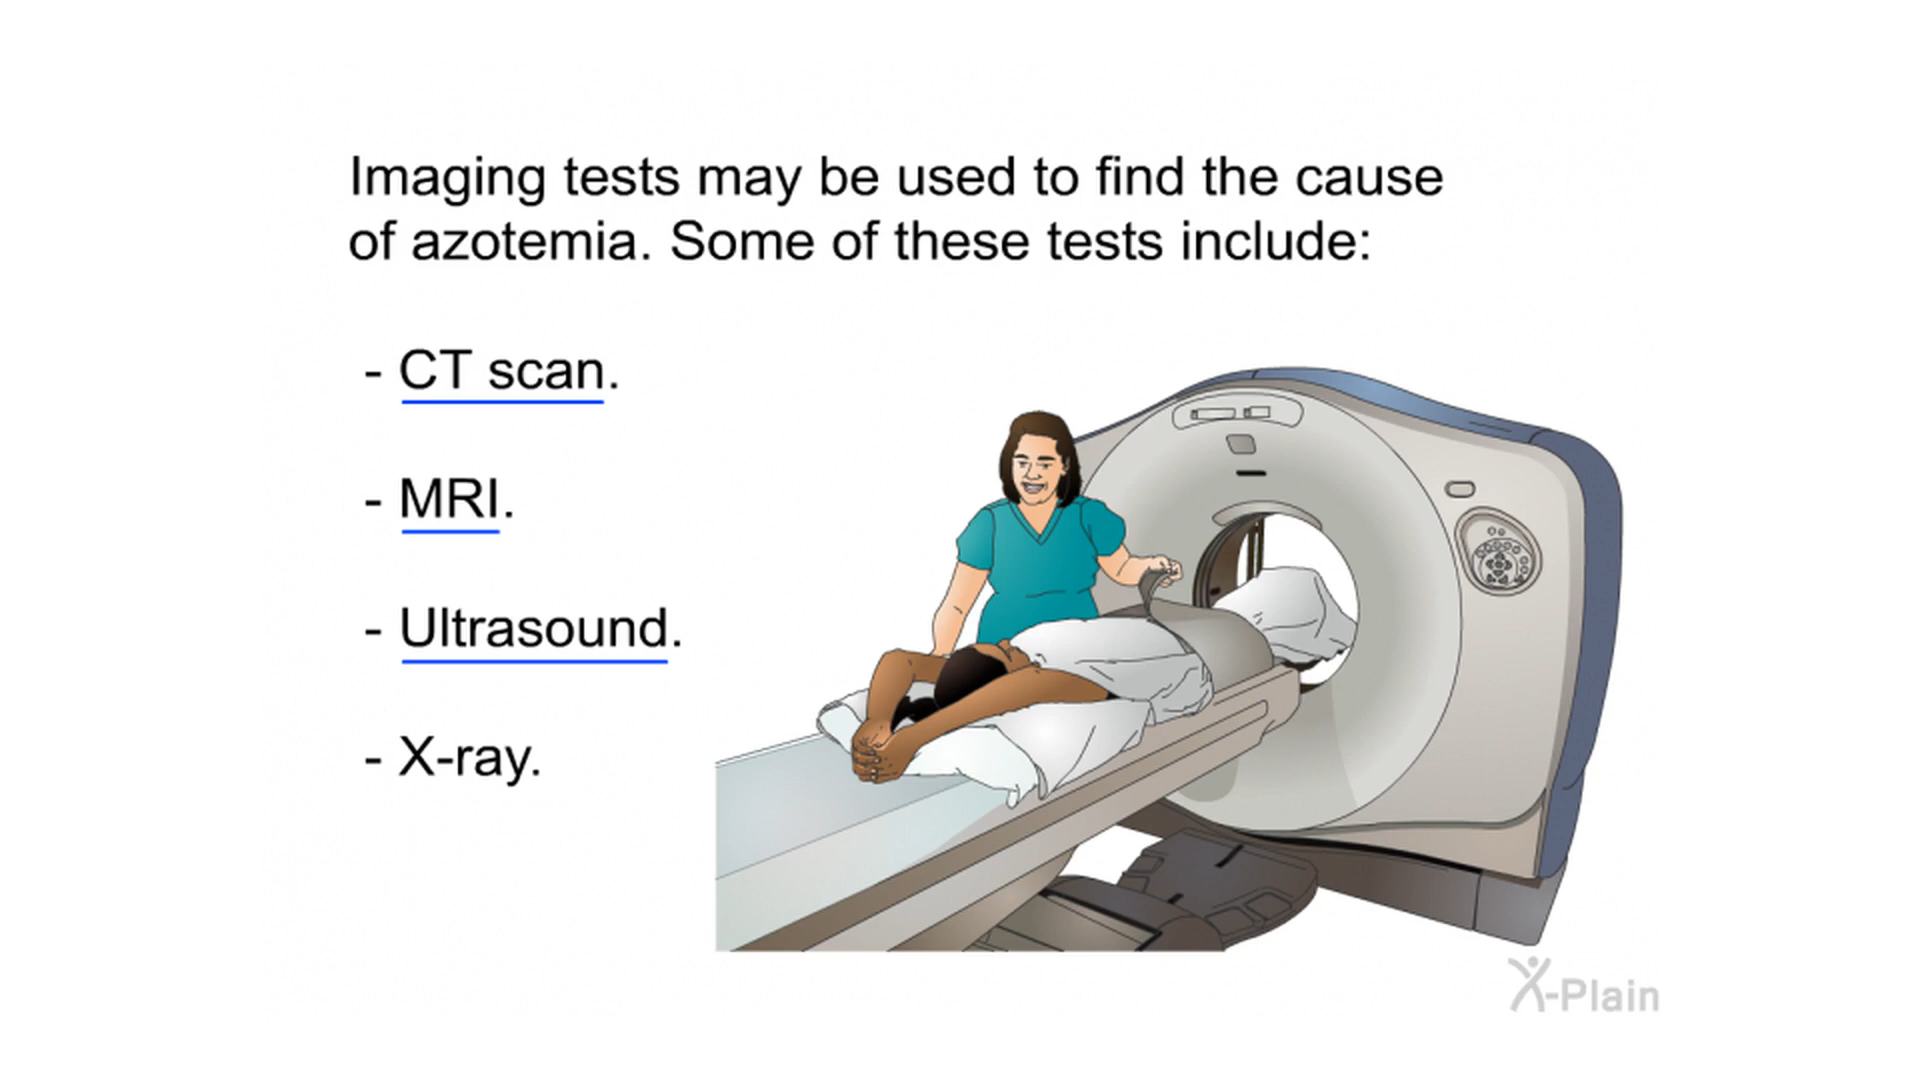 Imaging tests may be used to find the cause
of azotemia. Some of these tests include:
- CT scan.
- MRI.
- Ultrasound.
- X-ray.
X-Plain